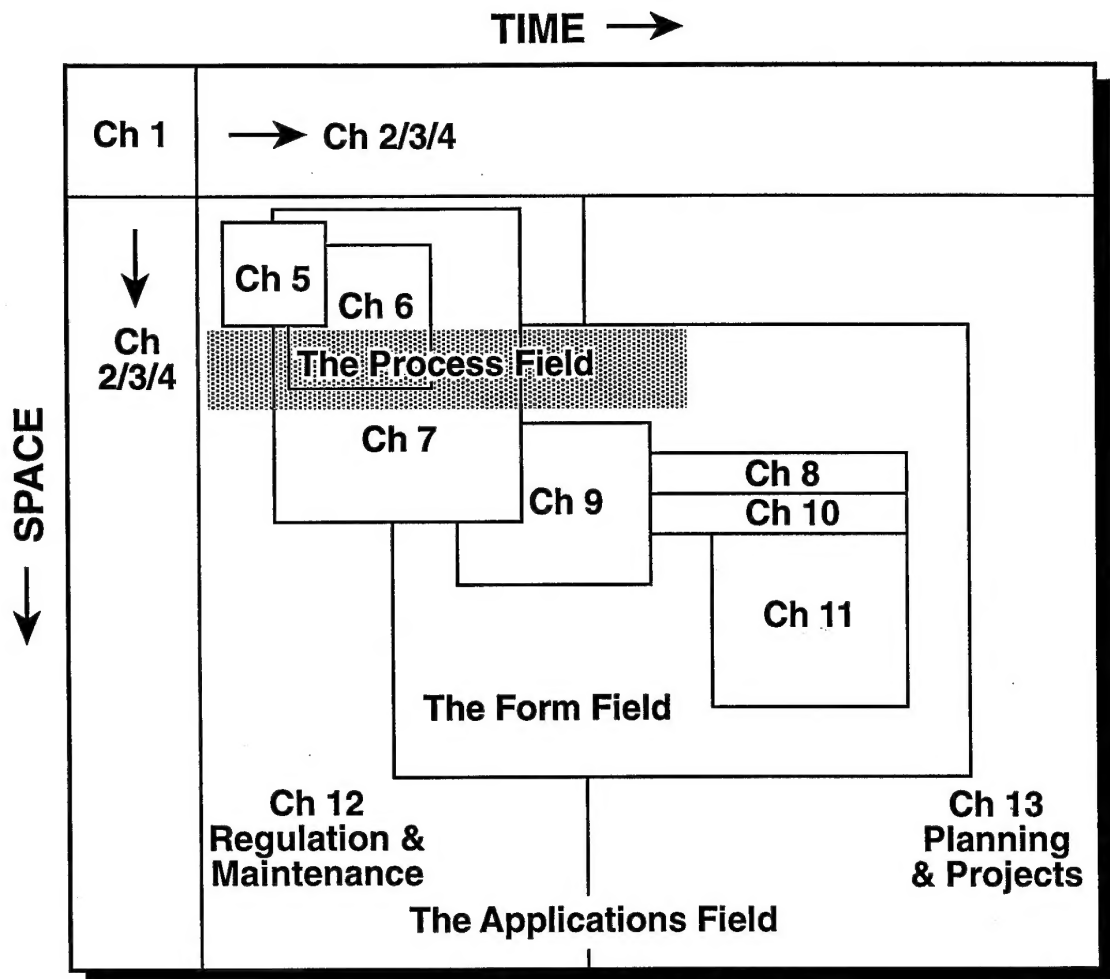 TIME
Ch 1
Ch 2/3/4
Ch 5
Ch 6
Ch
2/3/4
The Process Field
SPACE
Ch 7
Ch 8
Ch 9
Ch 10
Ch 11
The Form Field
Ch 12
Regulation &
Maintenance
Ch 13
Planning
& Projects
The Applications Field